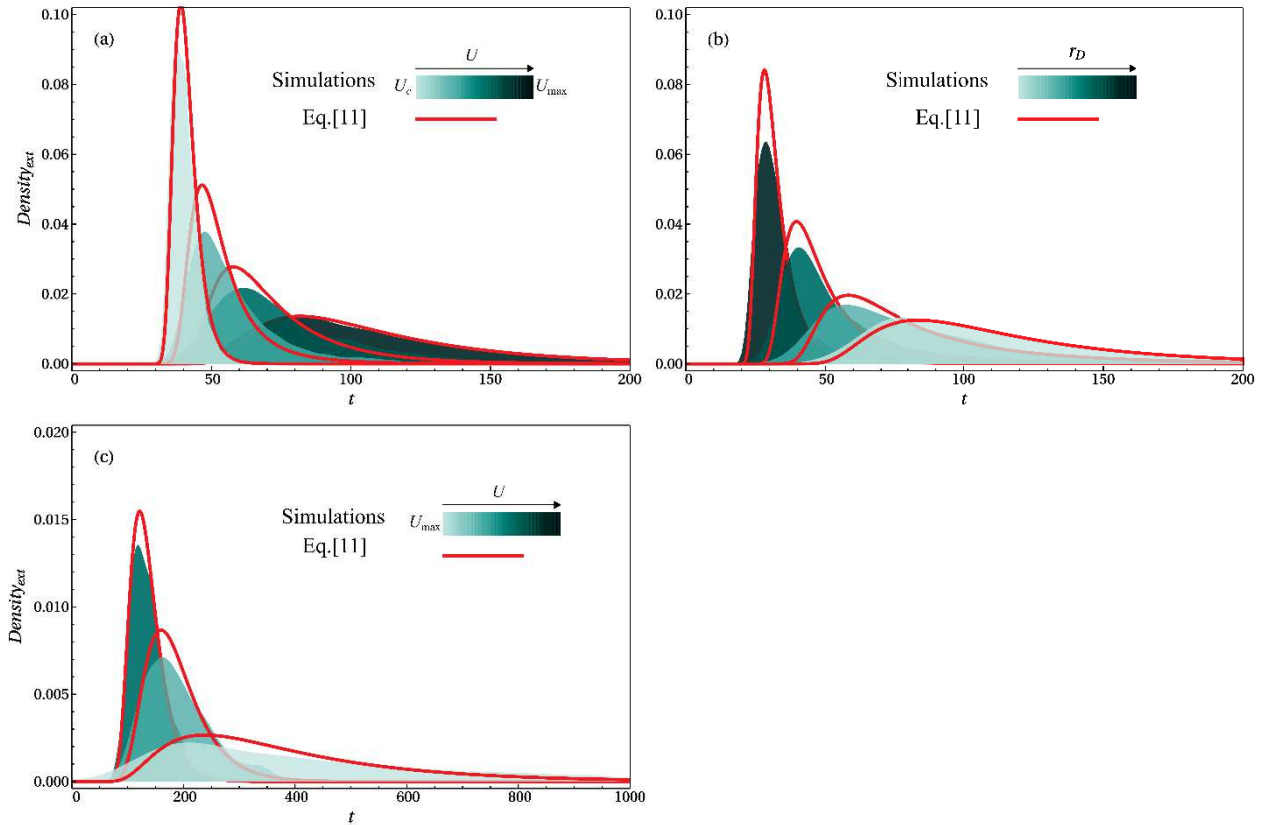 (a)
U
Simulations
U_c
U_max
Eq.[11]
Density_ext
0.10
0.08
0.06
0.04
0.02
0.00
0 50 100 150 200
t
(b)
r_D
Simulations
Eq.[11]
0.10
0.08
0.06
0.04
0.02
0.00
0 50 100 150 200
t
(c)
U
Simulations
U_max
Eq.[11]
Density_ext
0.020
0.015
0.010
0.005
0.000
0 200 400 600 800 1000
t